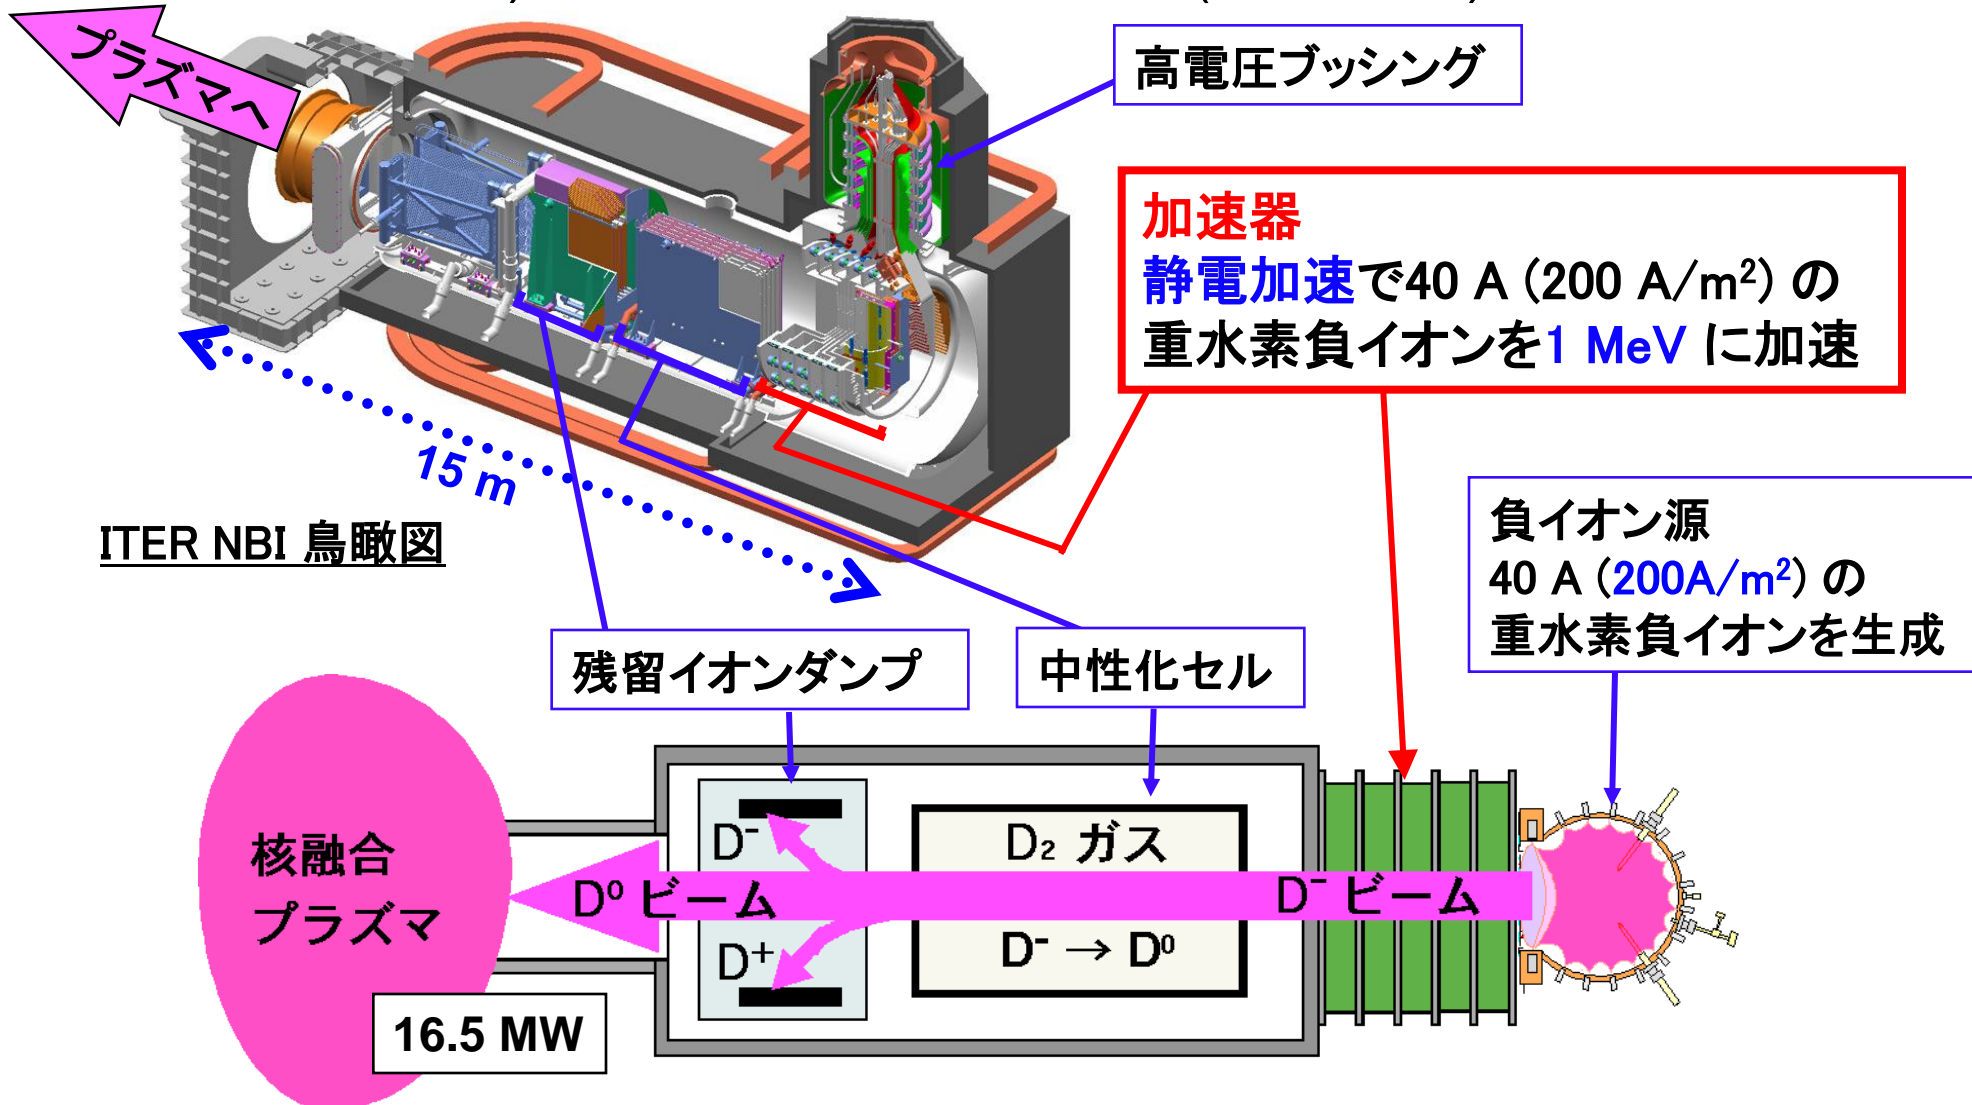 プラズマへ
高電圧ブッシング
加速器
静電加速で40 A (200 A/m²) の
重水素負イオンを1 MeV に加速
15 m
ITER NBI 鳥瞰図
負イオン源
40 A (200A/m²) の
重水素負イオンを生成
残留イオンダンプ
中性化セル
核融合
プラズマ
16.5 MW
D⁻
D⁰ ビーム
D⁺
D₂ ガス
D⁻ → D⁰
D⁻ ビーム